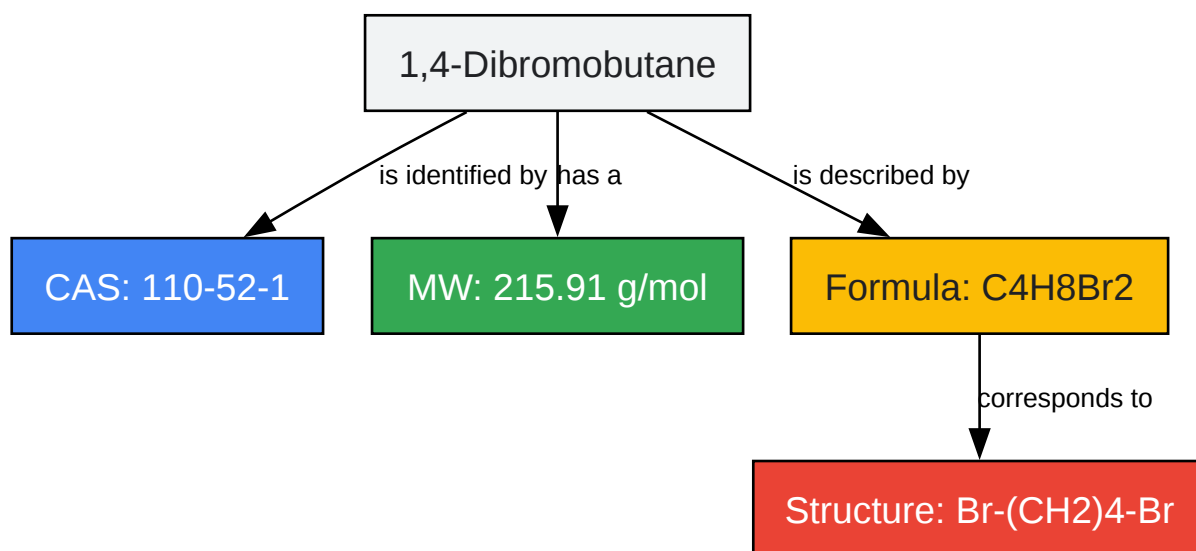 1,4-Dibromobutane
is identified by
has a
is described by
CAS: 110-52-1
MW: 215.91 g/mol
Formula: C4H8Br2
corresponds to
Structure: Br-(CH2)4-Br